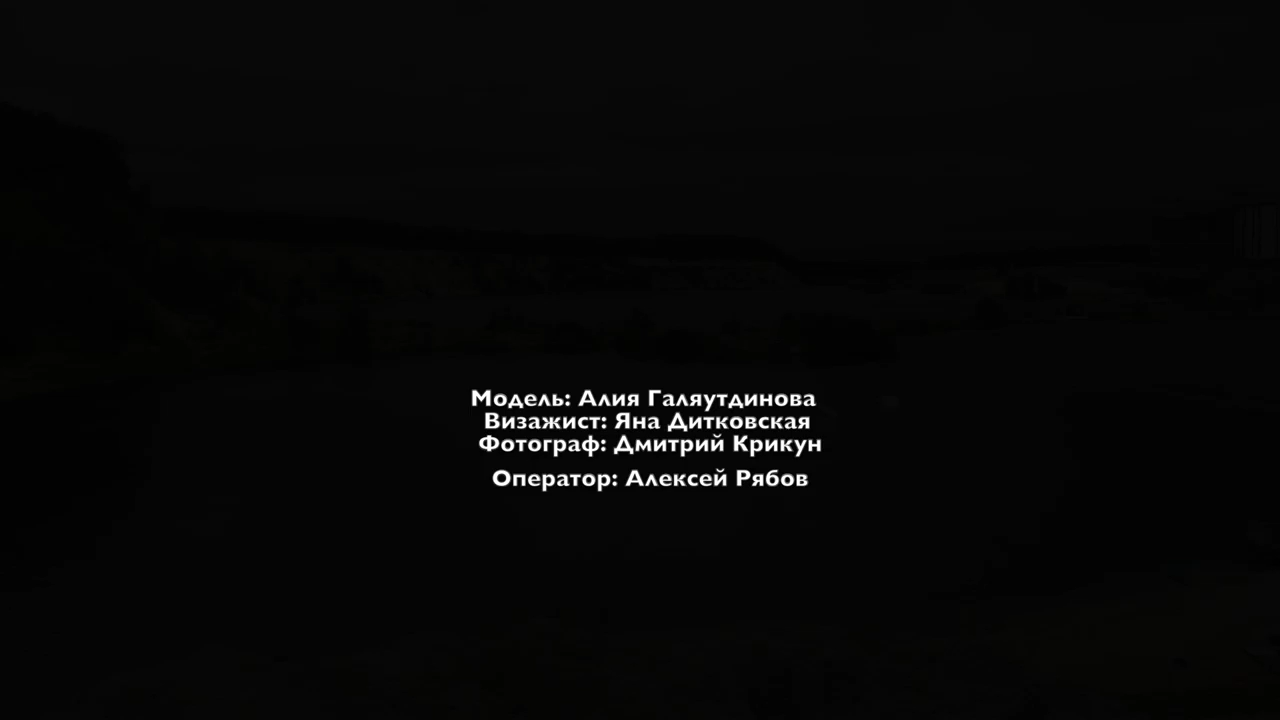 Модель: Алия Галяутдинова
Визажист: Яна Дитковская
Фотограф: Дмитрий Крикун
Оператор: Алексей Рябов